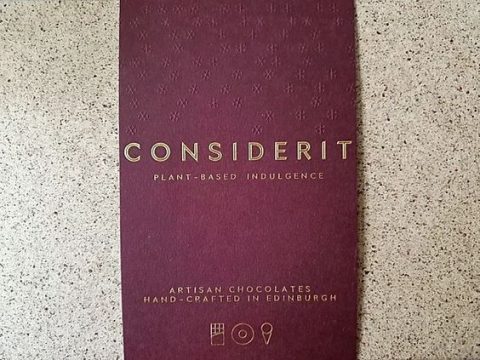 CONSIDERIT
PLANT-BASED INDULGENCE
ARTISAN CHOCOLATES
HAND-CRAFTED IN EDINBURGH